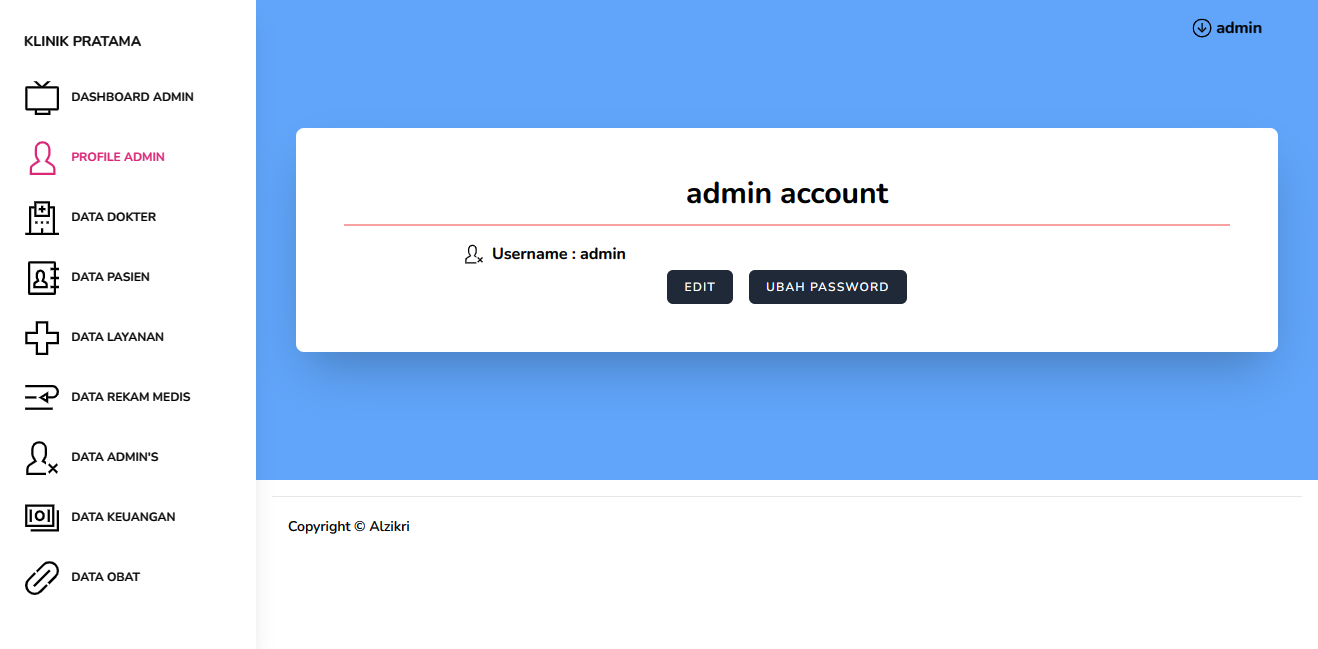 KLINIK PRATAMA
DASHBOARD ADMIN
PROFILE ADMIN
DATA DOKTER
DATA PASIEN
DATA LAYANAN
DATA REKAM MEDIS
DATA ADMIN'S
DATA KEUANGAN
DATA OBAT
admin
admin account
Username : admin
EDIT
UBAH PASSWORD
Copyright © Alzikri